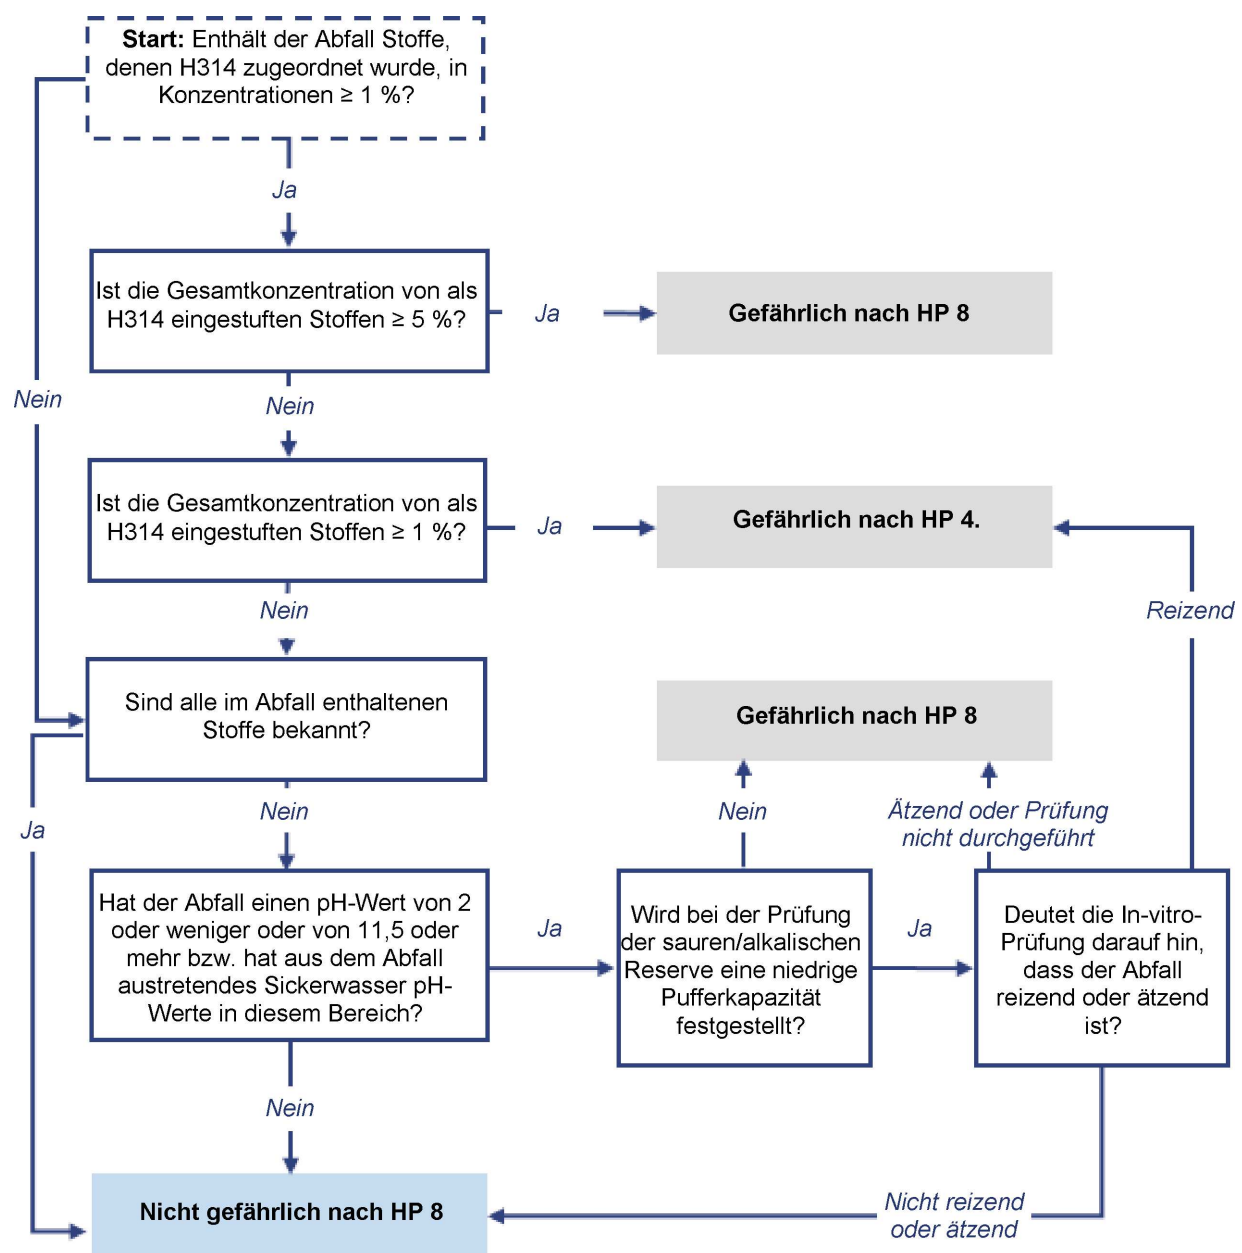 Start: Enthält der Abfall Stoffe,
denen H314 zugeordnet wurde, in
Konzentrationen ≥ 1 %?
Ja
Ist die Gesamtkonzentration von als
H314 eingestuften Stoffen ≥ 5 %?
Ja
Gefährlich nach HP 8
Nein
Nein
Ist die Gesamtkonzentration von als
H314 eingestuften Stoffen ≥ 1 %?
Ja
Gefährlich nach HP 4.
Nein
Reizend
Sind alle im Abfall enthaltenen
Stoffe bekannt?
Gefährlich nach HP 8
Ja
Nein
Nein
Ätzend oder Prüfung
nicht durchgeführt
Hat der Abfall einen pH-Wert von 2
oder weniger oder von 11,5 oder
mehr bzw. hat aus dem Abfall
austretendes Sickerwasser pH-
Werte in diesem Bereich?
Ja
Wird bei der Prüfung
der sauren/alkalischen
Reserve eine niedrige
Pufferkapazität
festgestellt?
Ja
Deutet die In-vitro-
Prüfung darauf hin,
dass der Abfall
reizend oder ätzend
ist?
Nein
Nicht gefährlich nach HP 8
Nicht reizend
oder ätzend